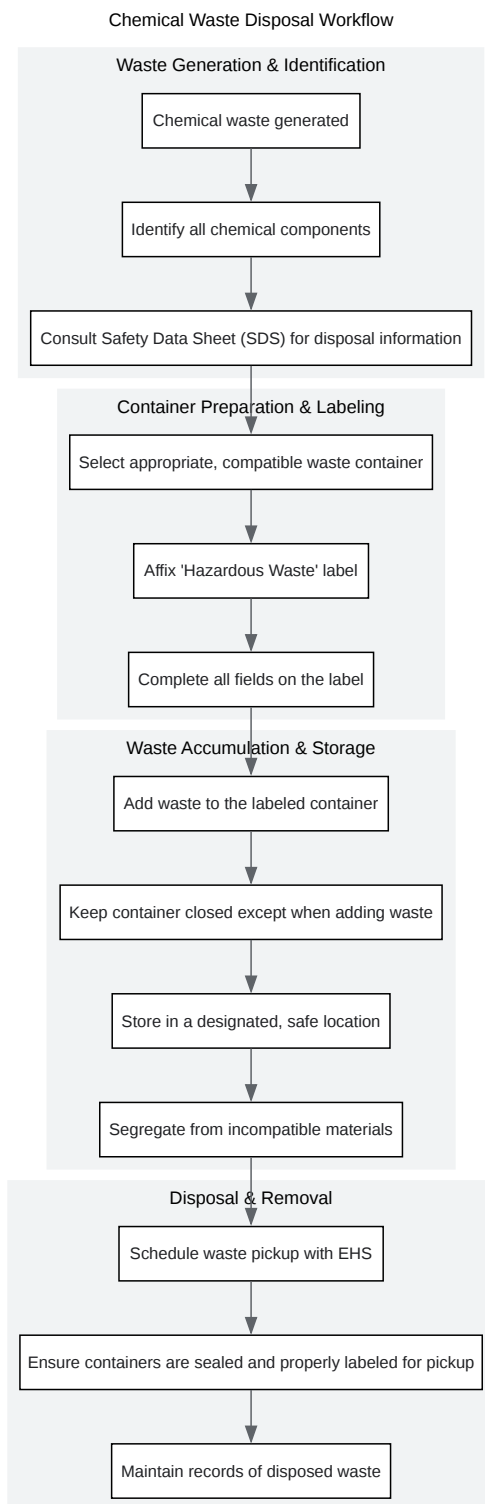 Chemical Waste Disposal Workflow
Waste Generation & Identification
Chemical waste generated
Identify all chemical components
Consult Safety Data Sheet (SDS) for disposal information
Container Preparation & Labeling
Select appropriate, compatible waste container
Affix 'Hazardous Waste' label
Complete all fields on the label
Waste Accumulation & Storage
Add waste to the labeled container
Keep container closed except when adding waste
Store in a designated, safe location
Segregate from incompatible materials
Disposal & Removal
Schedule waste pickup with EHS
Ensure containers are sealed and properly labeled for pickup
Maintain records of disposed waste